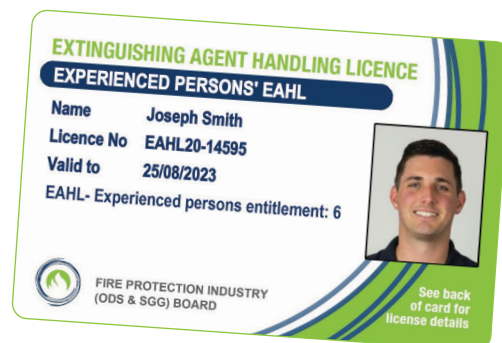 EXTINGUISHING AGENT HANDLING LICENCE
EXPERIENCED PERSONS' EAHL
Name Joseph Smith
Licence No EAHL20-14595
Valid to 25/08/2023
EAHL- Experienced persons entitlement: 6
FIRE PROTECTION INDUSTRY
(ODS & SGG) BOARD
See back
of card for
license details